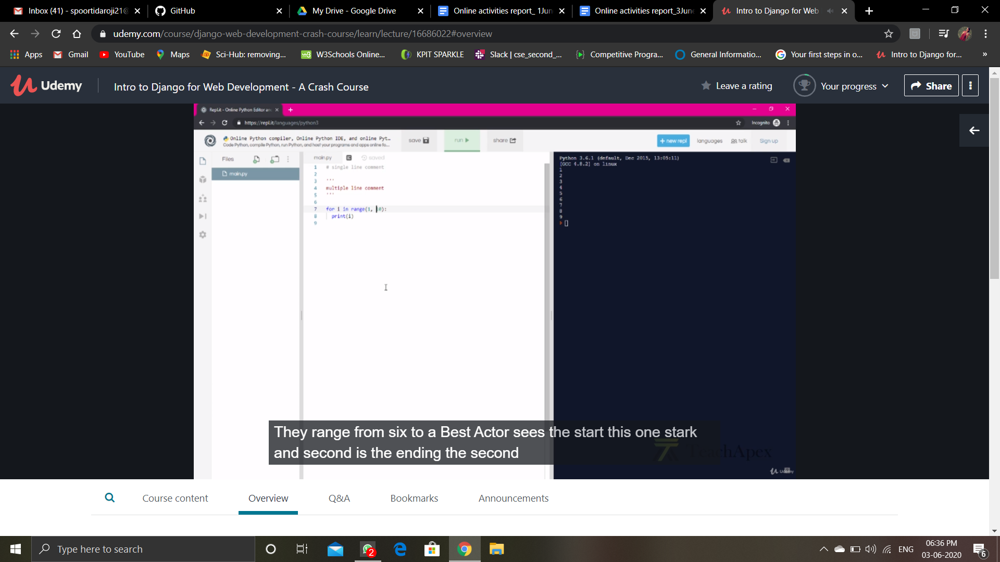 Inbox (41) - spoortidaroji21@
GitHub
My Drive - Google Drive
Online activities report_ 1Jun
Online activities report_3June
Intro to Django for Web
udemy.com/course/django-web-development-crash-course/learn/lecture/16686022#overview
Apps
Gmail
YouTube
Maps
Sci-Hub: removing...
W3Schools Online...
KPIT SPARKLE
Slack | cse_second_...
Competitive Progra...
General Informatio...
Your first steps in o...
Intro to Django for...
»
Udemy
Intro to Django for Web Development - A Crash Course
Leave a rating
Your progress
Share
Repl.it - Online Python Editor an
https://repl.it/languages/python3
Incognito
Online Python compiler, Online Python IDE, and online Pyt...
Code Python, compile Python, run Python, and host your programs and apps online fo...
save
run
share
+ new repl
languages
talk
Sign up
Files
main.py
main.py
saved
1 # single line comment
2
3 '''
4 multiple line comment
5 '''
6
7 for i in range(1, 10):
8 print(i)
9
Python 3.6.1 (default, Dec 2015, 13:05:11)
[GCC 4.8.2] on linux
1
2
3
4
5
6
7
8
9
They range from six to a Best Actor sees the start this one stark
and second is the ending the second
TeachApex
Udemy
Course content
Overview
Q&A
Bookmarks
Announcements
Type here to search
2
ENG
06:36 PM
03-06-2020
6